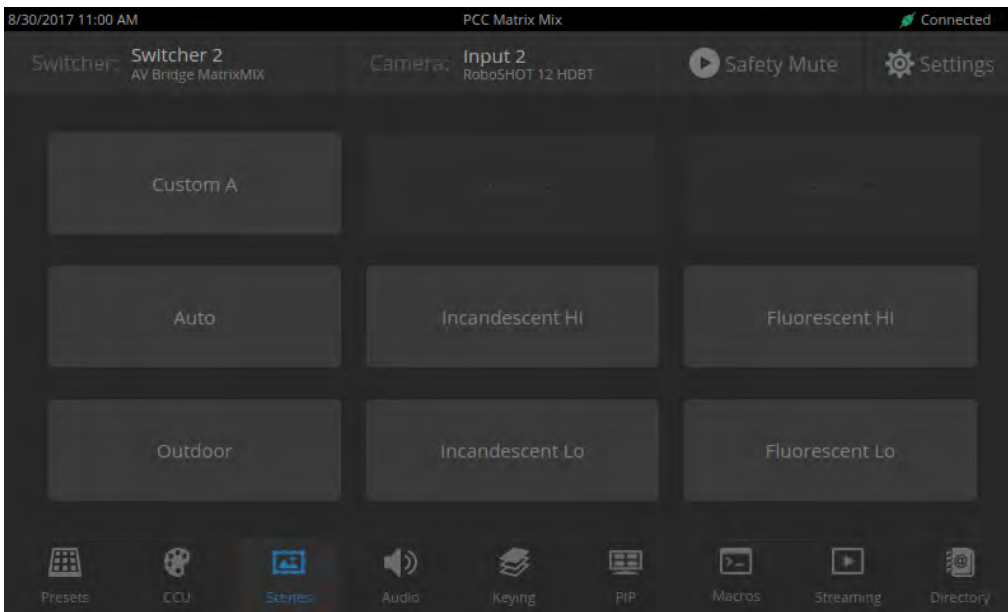 8/30/2017 11:00 AM PCC Matrix Mix Connected
Switcher: Switcher 2 Camera: Input 2 Safety Mute Settings
AV Bridge MatrixMIX RoboSHOT 12 HDBT
Custom A
Auto Incandescent Hi Fluorescent Hi
Outdoor Incandescent Lo Fluorescent Lo
Presets CCU Scenes Audio Keying PIP Macros Streaming Directory